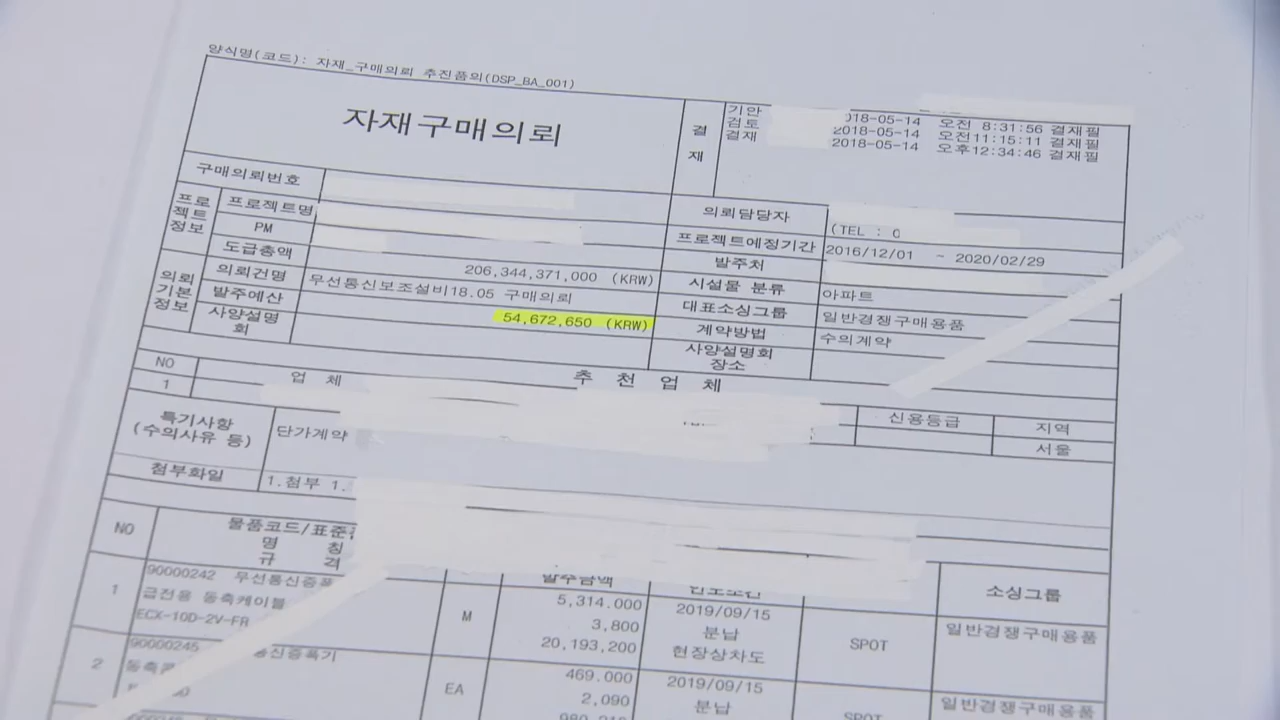 양식명(코드): 자재_구매의뢰 추진품의(DSP_BA_001)
자재구매의뢰
결재
기안 018-05-14 오전 8:31:56 결재필
검토 2018-05-14 오전11:15:11 결재필
결재 2018-05-14 오후12:34:46 결재필
구매의뢰번호
의뢰담당자
(TEL : 0
프로젝트정보
프로젝트명
프로젝트예정기간 2016/12/01 ~ 2020/02/29
PM
발주처
도급총액 206,344,371,000 (KRW)
시설물 분류 아파트
의뢰기본정보
의뢰건명 무선통신보조설비18.05 구매의뢰
대표소싱그룹 일반경쟁구매용품
발주예산 54,672,650 (KRW)
계약방법 수의계약
사양설명회
사양설명회 장소
추 천 업 체
NO 업 체 신용등급 지역
1 서울
특기사항
(수의사유 등)
단가계약
첨부화일 1.첨부 1.
NO 물품코드/표준
명 칭
규 격
발주금액
소싱그룹
1 90000242 무선통신증폭
급전용 동축케이블
ECX-10D-2V-FR
M
5,314.000
3,800
20,193,200
2019/09/15
분납
현장상차도
SPOT
일반경쟁구매용품
2 90000245 통신증폭기
동축
EA
469.000
2,090
980,210
2019/09/15
분납
SPOT
일반경쟁구매용품